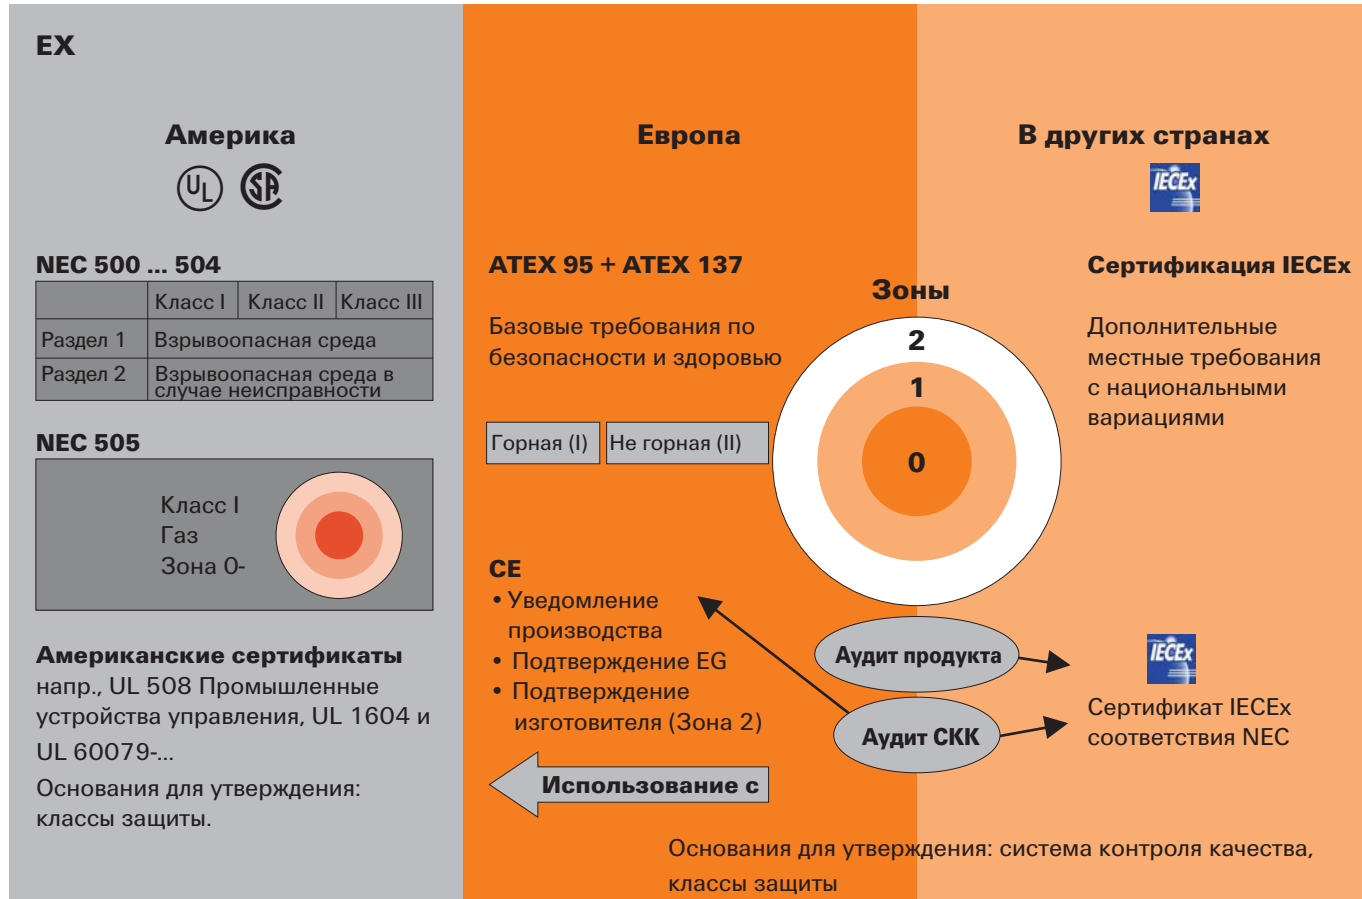 EX
Америка
UL
SA
NEC 500 ... 504
Класс I Класс II Класс III
Раздел 1 Взрывоопасная среда
Раздел 2 Взрывоопасная среда в
случае неисправности
NEC 505
Класс I
Газ
Зона 0-
Американские сертификаты
напр., UL 508 Промышленные
устройства управления, UL 1604 и
UL 60079-...
Основания для утверждения:
классы защиты.
Европа
ATEX 95 + ATEX 137
Базовые требования по
безопасности и здоровью
Горная (I) Не горная (II)
Зоны
2
1
0
CE
• Уведомление
производства
• Подтверждение EG
• Подтверждение
изготовителя (Зона 2)
Использование с
Аудит продукта
Аудит СКК
В других странах
IECEx
Сертификация IECEx
Дополнительные
местные требования
с национальными
вариациями
IECEx
Сертификат IECEx
соответствия NEC
Основания для утверждения: система контроля качества,
классы защиты